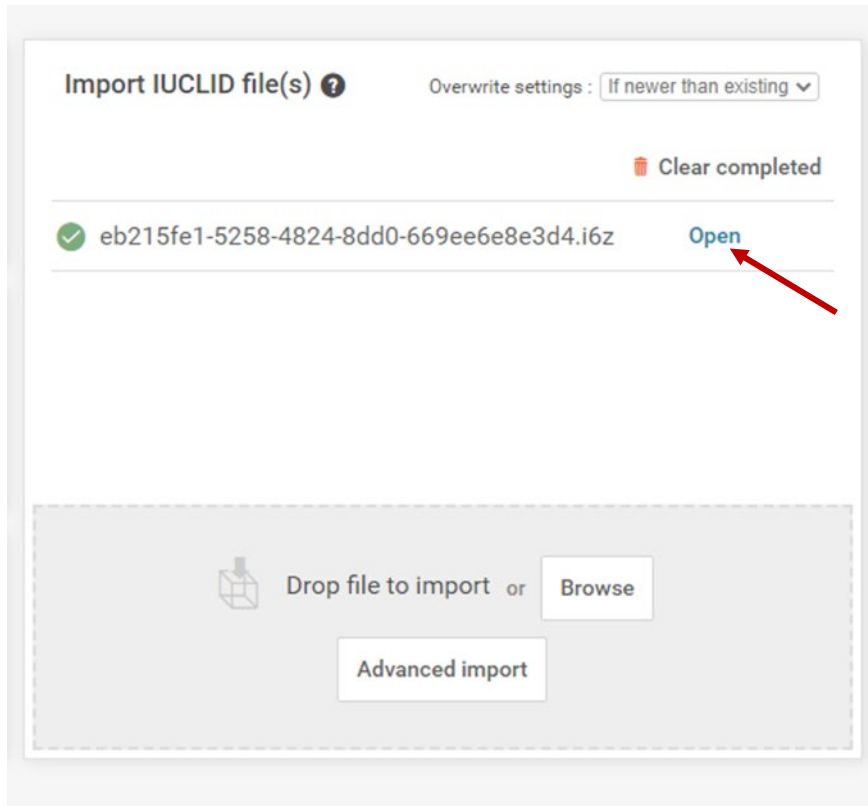 Import IUCLID file(s) ? Overwrite settings : If newer than existing
Clear completed
eb215fe1-5258-4824-8dd0-669ee6e8e3d4.i6z Open
Drop file to import or Browse
Advanced import